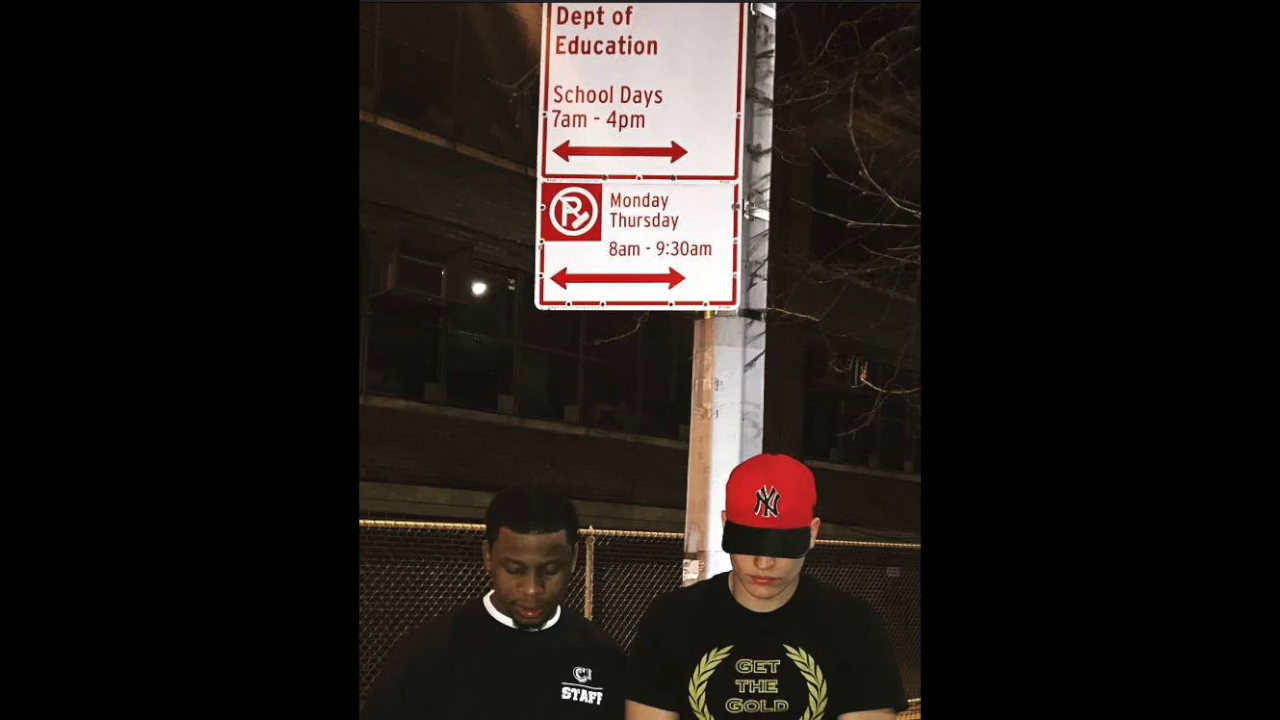 Dept of
Education
School Days
7am - 4pm
Monday
Thursday
8am - 9:30am
NY
STAFF
GET
THE
GOLD